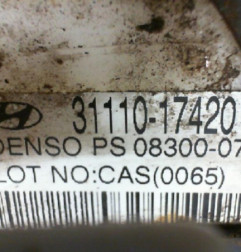 31110-17420
DENSO PS 08300-07
LOT NO:CAS(0065)